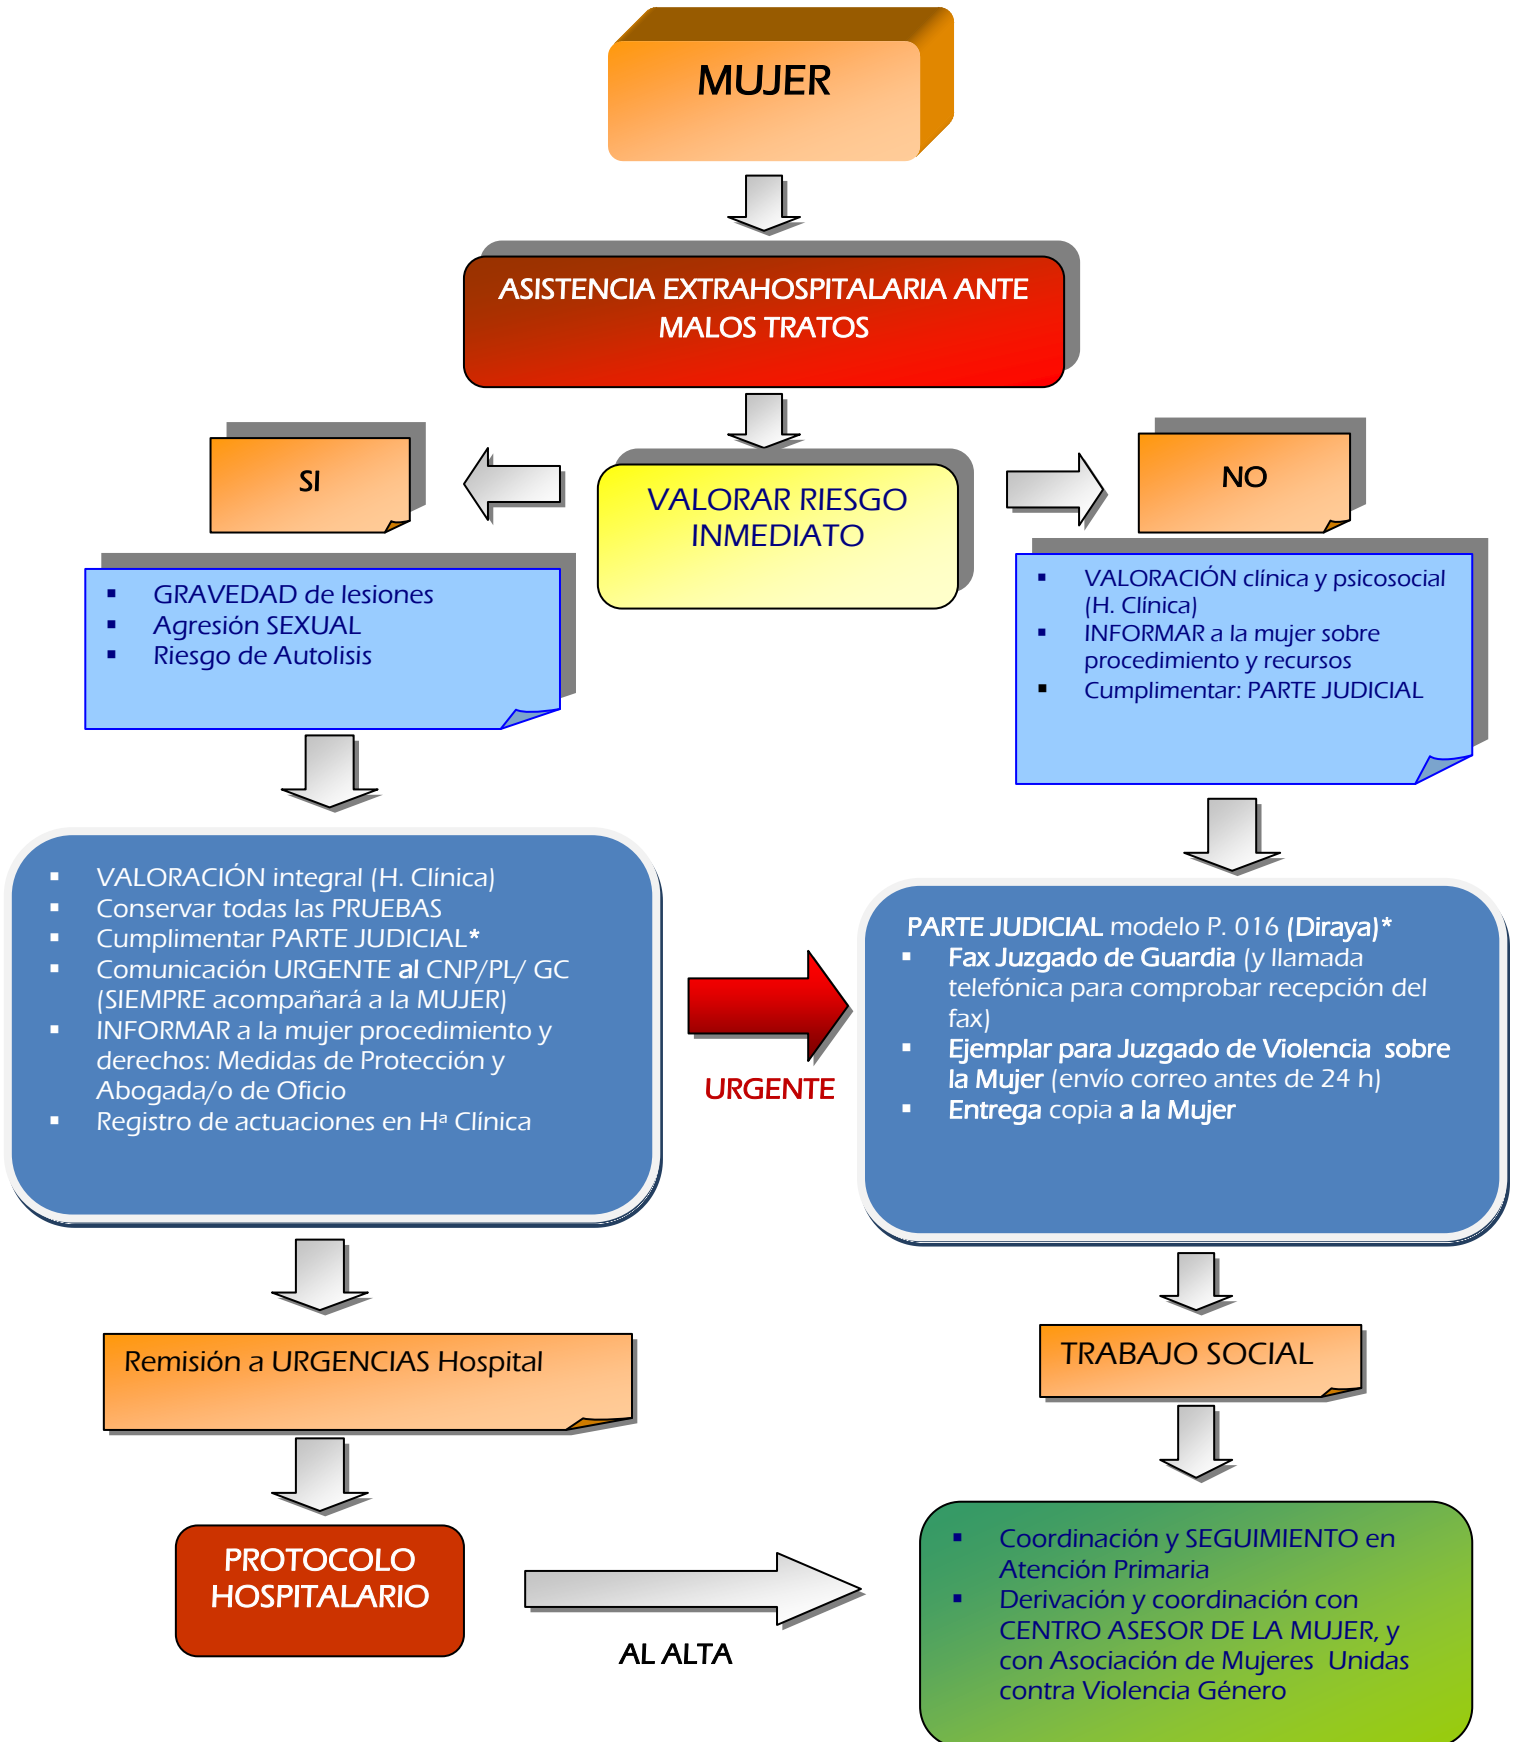 MUJER
ASISTENCIA EXTRAHOSPITALARIA ANTE
MALOS TRATOS
SI
VALORAR RIESGO
INMEDIATO
NO
▪ GRAVEDAD de lesiones
▪ Agresión SEXUAL
▪ Riesgo de Autolisis
▪ VALORACIÓN clínica y psicosocial
(H. Clínica)
▪ INFORMAR a la mujer sobre
procedimiento y recursos
▪ Cumplimentar: PARTE JUDICIAL
▪ VALORACIÓN integral (H. Clínica)
▪ Conservar todas las PRUEBAS
▪ Cumplimentar PARTE JUDICIAL*
▪ Comunicación URGENTE al CNP/PL/ GC
(SIEMPRE acompañará a la MUJER)
▪ INFORMAR a la mujer procedimiento y
derechos: Medidas de Protección y
Abogada/o de Oficio
▪ Registro de actuaciones en Hª Clínica
URGENTE
PARTE JUDICIAL modelo P. 016 (Diraya)*
▪ Fax Juzgado de Guardia (y llamada
telefónica para comprobar recepción del
fax)
▪ Ejemplar para Juzgado de Violencia sobre
la Mujer (envío correo antes de 24 h)
▪ Entrega copia a la Mujer
Remisión a URGENCIAS Hospital
TRABAJO SOCIAL
PROTOCOLO
HOSPITALARIO
AL ALTA
▪ Coordinación y SEGUIMIENTO en
Atención Primaria
▪ Derivación y coordinación con
CENTRO ASESOR DE LA MUJER, y
con Asociación de Mujeres Unidas
contra Violencia Género